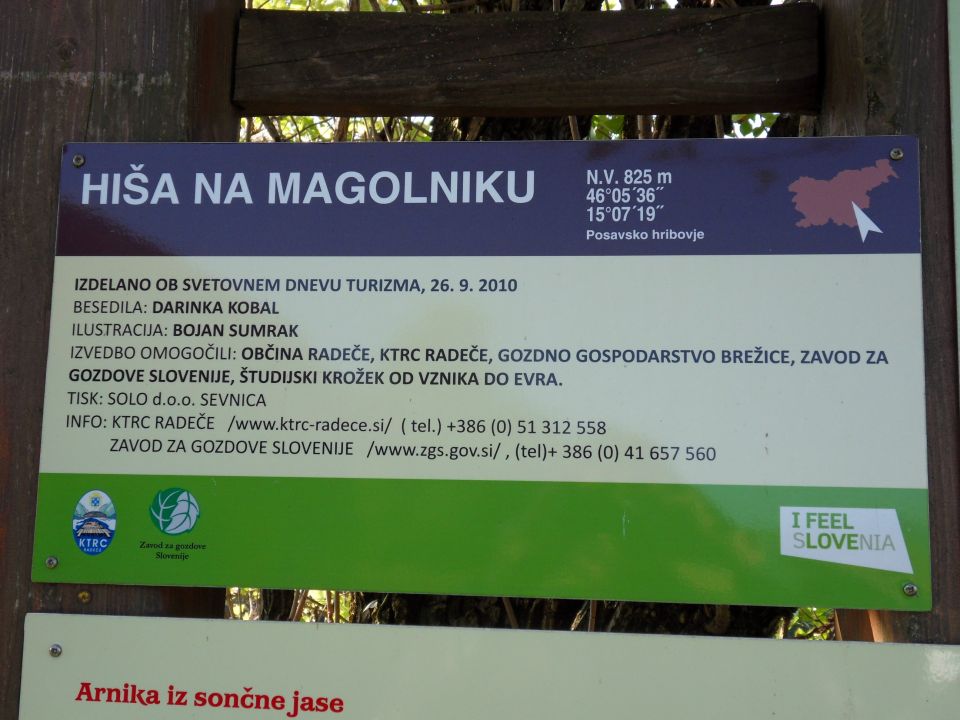 HIŠA NA MAGOLNIKU
N.V. 825 m
46°05´36˝
15°07´19˝
Posavsko hribovje
IZDELANO OB SVETOVNEM DNEVU TURIZMA, 26. 9. 2010
BESEDILA: DARINKA KOBAL
ILUSTRACIJA: BOJAN SUMRAK
IZVEDBO OMOGOČILI: OBČINA RADEČE, KTRC RADEČE, GOZDNO GOSPODARSTVO BREŽICE, ZAVOD ZA
GOZDOVE SLOVENIJE, ŠTUDIJSKI KROŽEK OD VZNIKA DO EVRA.
TISK: SOLO d.o.o. SEVNICA
INFO: KTRC RADEČE /www.ktrc-radece.si/ ( tel.) +386 (0) 51 312 558
ZAVOD ZA GOZDOVE SLOVENIJE /www.zgs.gov.si/ , (tel)+ 386 (0) 41 657 560
KTRC
RADEČE
Zavod za gozdove
Slovenije
I FEEL
SLOVENIA
Arnika iz sončne jase